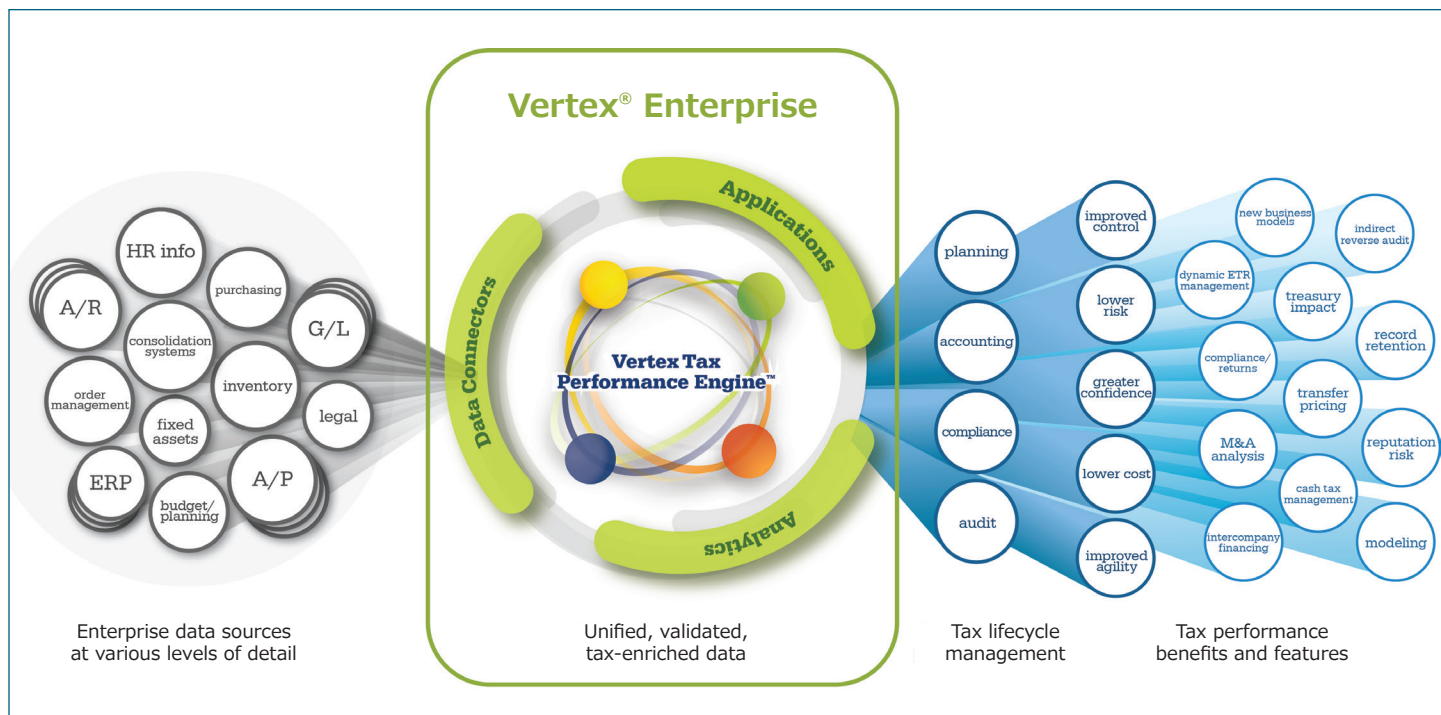 Vertex® Enterprise
HR info
purchasing
A/R
G/L
consolidation
systems
inventory
order
management
fixed
assets
legal
ERP
budget/
planning
A/P
Data Connectors
Applications
Analytics
Vertex Tax
Performance Engine™
planning
accounting
compliance
audit
improved
control
lower
risk
greater
confidence
lower cost
improved
agility
new business
models
indirect
reverse audit
dynamic ETR
management
treasury
impact
record
retention
compliance/
returns
transfer
pricing
M&A
analysis
reputation
risk
cash tax
management
intercompany
financing
modeling
Enterprise data sources
at various levels of detail
Unified, validated,
tax-enriched data
Tax lifecycle
management
Tax performance
benefits and features